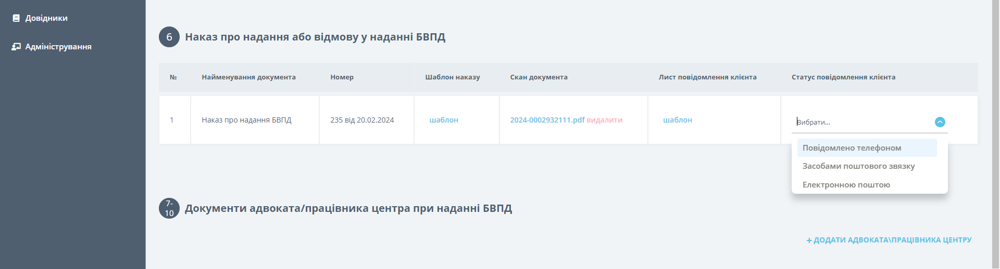 Довідники
Адміністрування
6 Наказ про надання або відмову у наданні БВПД
№ Найменування документа Номер Шаблон наказу Скан документа Лист повідомлення клієнта Статус повідомлення клієнта
1 Наказ про надання БВПД 235 від 20.02.2024 шаблон 2024-0002932111.pdf видалити шаблон Вибрати...
Повідомлено телефоном
Засобами поштового звязку
Електронною поштою
7-
10 Документи адвоката/працівника центра при наданні БВПД
+ ДОДАТИ АДВОКАТА\ПРАЦІВНИКА ЦЕНТРУ